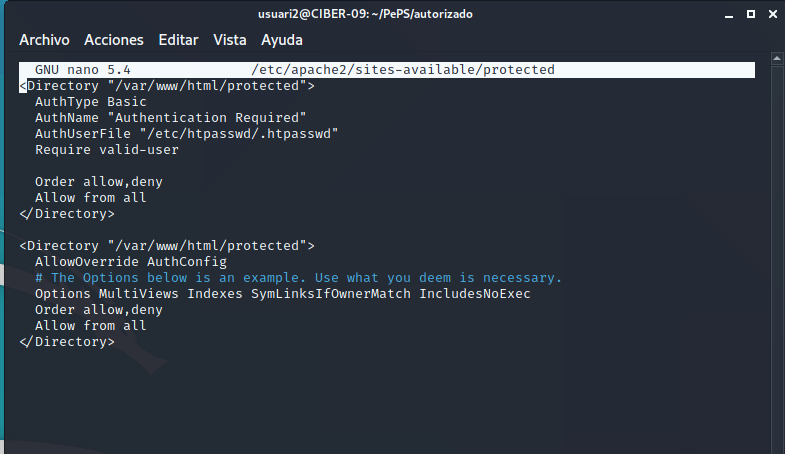 usuari2@CIBER-09: ~/PePS/autorizado
Archivo Acciones Editar Vista Ayuda
GNU nano 5.4 /etc/apache2/sites-available/protected
<Directory "/var/www/html/protected">
AuthType Basic
AuthName "Authentication Required"
AuthUserFile "/etc/htpasswd/.htpasswd"
Require valid-user
Order allow,deny
Allow from all
</Directory>
<Directory "/var/www/html/protected">
AllowOverride AuthConfig
# The Options below is an example. Use what you deem is necessary.
Options MultiViews Indexes SymLinksIfOwnerMatch IncludesNoExec
Order allow,deny
Allow from all
</Directory>